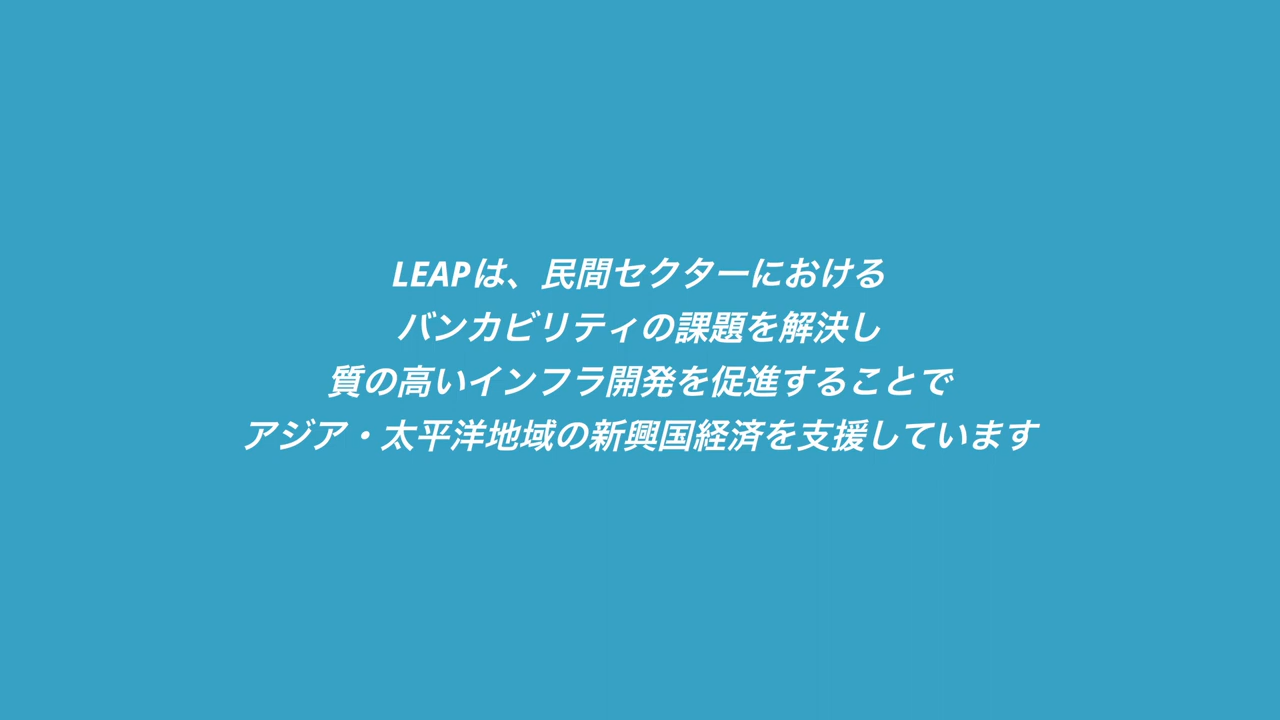 LEAPは、民間セクターにおける
バンカビリティの課題を解決し
質の高いインフラ開発を促進することで
アジア・太平洋地域の新興国経済を支援しています